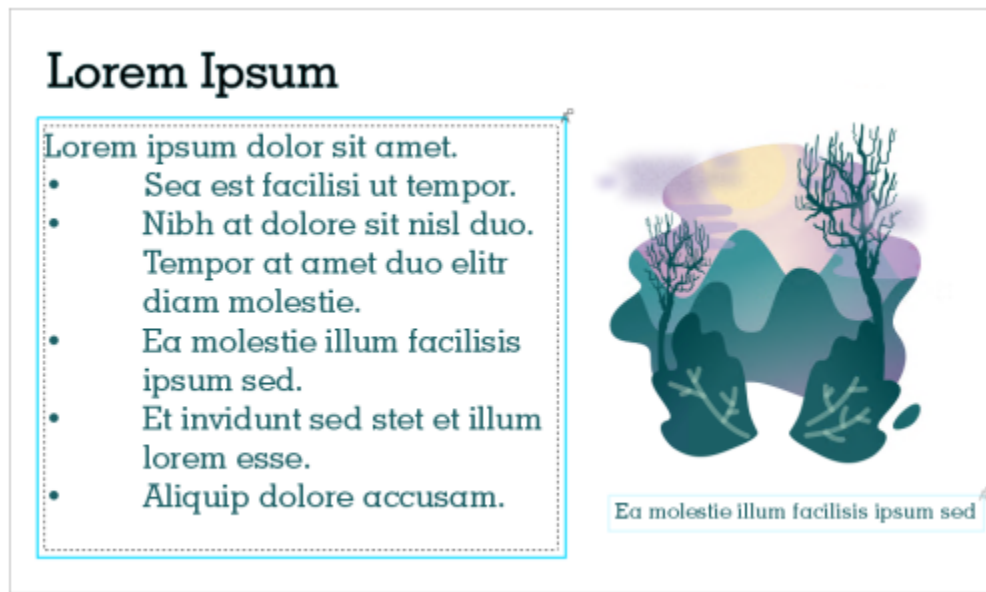 Lorem Ipsum
Lorem ipsum dolor sit amet.
• Sea est facilisi ut tempor.
• Nibh at dolore sit nisl duo.
Tempor at amet duo elitr
diam molestie.
• Ea molestie illum facilisis
ipsum sed.
• Et invidunt sed stet et illum
lorem esse.
• Aliquip dolore accusam.
Ea molestie illum facilisis ipsum sed